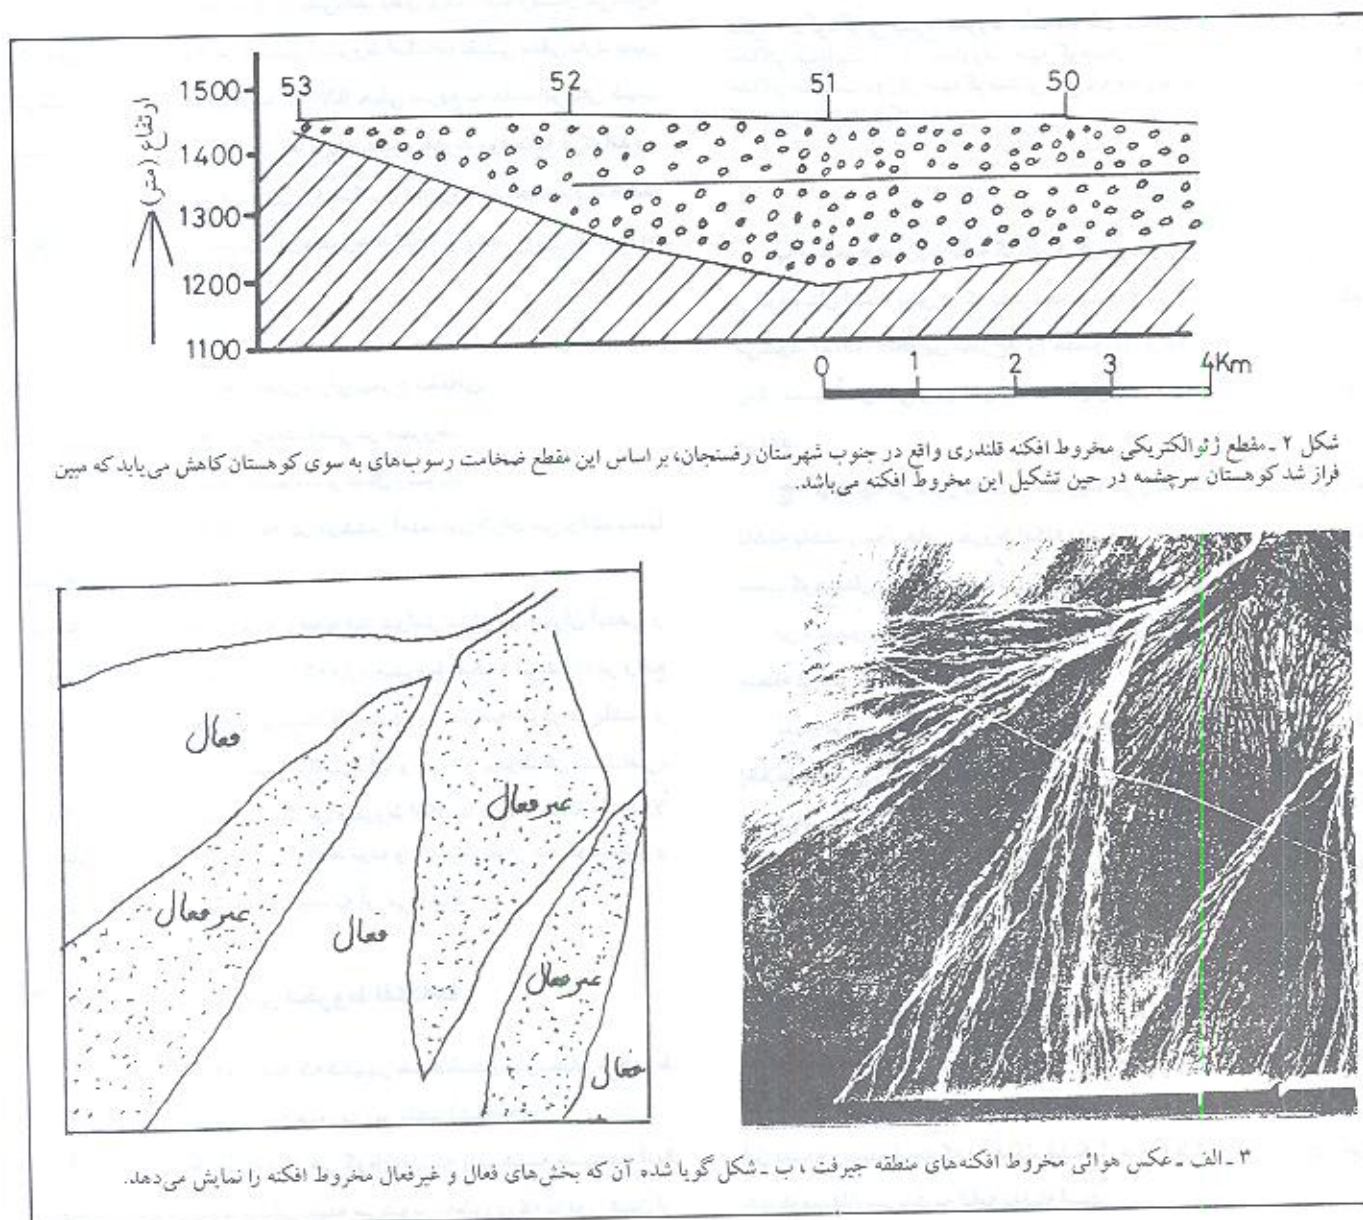 53 52 51 50
ارتفاع (متر)
1500
1400
1300
1200
1100
0 1 2 3 4Km
شکل ۲ ـ مقطع ژئوالکتریکی مخروط افکنه قلندری واقع در جنوب شهرستان رفسنجان، بر اساس این مقطع ضخامت رسوب‌های به سوی کوهستان کاهش می‌یابد که مبین
فراز شد کوهستان سرچشمه در حین تشکیل این مخروط افکنه می‌باشد.
فعال
غیرفعال
غیرفعال
فعال
غیرفعال
فعال
۳ ـ الف ـ عکس هوائی مخروط افکنه‌های منطقه جیرفت ، ب ـ شکل گویا شده آن که بخش‌های فعال و غیرفعال مخروط افکنه را نمایش می‌دهد.